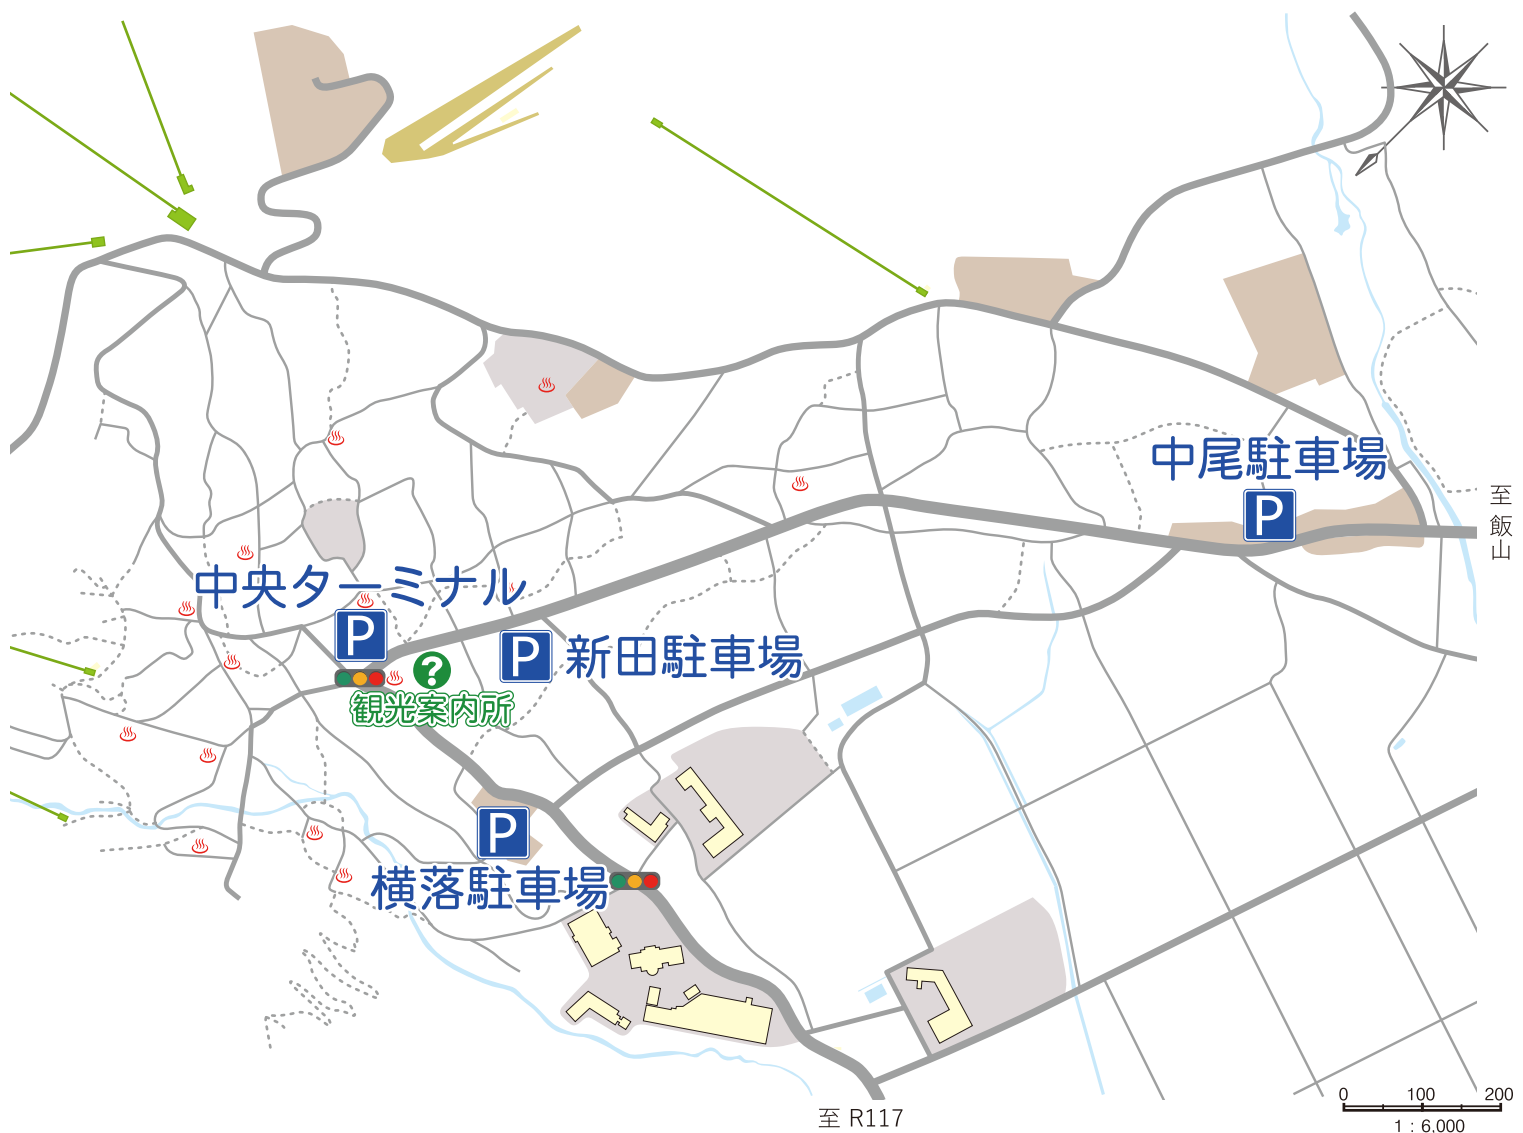 中尾駐車場
P
至
飯
山
中央ターミナル
P
P
新田駐車場
?
観光案内所
P
横落駐車場
至 R117
0 100 200
1 : 6,000